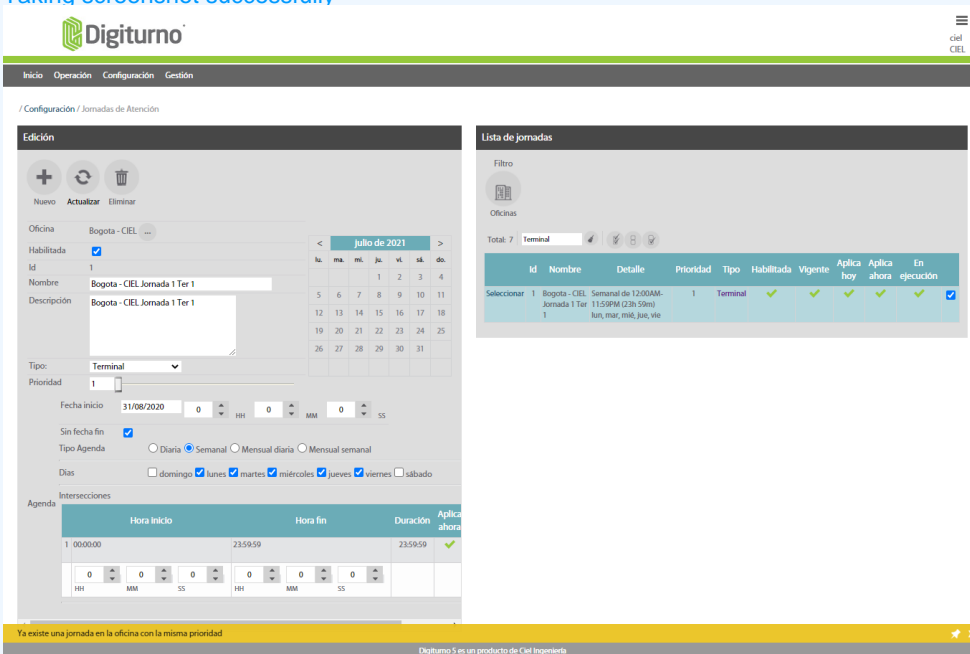 Taking screenshot successfully
Digiturno
ciel
CIEL
Inicio Operación Configuración Gestión
/ Configuración / Jornadas de Atención
Edición
Nuevo Actualizar Eliminar
Oficina Bogota - CIEL ...
Habilitada
Id 1
Nombre Bogota - CIEL Jornada 1 Ter 1
Descripción Bogota - CIEL Jornada 1 Ter 1
< julio de 2021 >
lu. ma. mi. ju. vi. sá. do.
1 2 3 4
5 6 7 8 9 10 11
12 13 14 15 16 17 18
19 20 21 22 23 24 25
26 27 28 29 30 31
Tipo: Terminal
Prioridad 1
Fecha inicio 31/08/2020 0 HH 0 MM 0 SS
Sin fecha fin
Tipo Agenda Diaria Semanal Mensual diaria Mensual semanal
Dias domingo lunes martes miércoles jueves viernes sábado
Intersecciones
Agenda
Hora inicio Hora fin Duración Aplica ahora
1 00:00:00 23:59:59 23:59:59
0 0 0 0 0 0
HH MM SS HH MM SS
Lista de jornadas
Filtro
Oficinas
Total: 7 Terminal
Id Nombre Detalle Prioridad Tipo Habilitada Vigente Aplica hoy Aplica ahora En ejecución
Seleccionar 1 Bogota - CIEL Semanal de 12:00AM- 1 Terminal
Jornada 1 Ter 11:59PM (23h 59m)
1 lun, mar, mié, jue, vie
Ya existe una jornada en la oficina con la misma prioridad
Digiturno 5 es un producto de Ciel Ingeniería